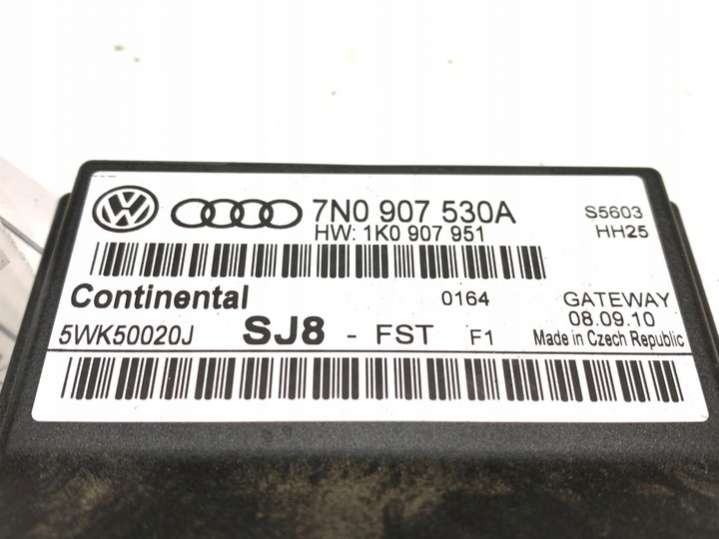 7N0 907 530A S5603
HW: 1K0 907 951 HH25
Continental 0164 GATEWAY
08.09.10
5WK50020J SJ8 - FST F1 Made in Czech Republic